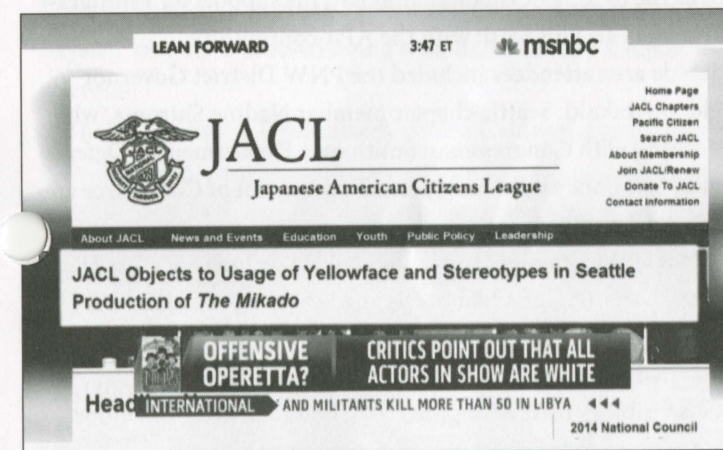 LEAN FORWARD 3:47 ET msnbc
Home Page
JACL Chapters
Pacific Citizen
Search JACL
About Membership
Join JACL/Renew
Donate To JACL
Contact Information
JACL
Japanese American Citizens League
About JACL News and Events Education Youth Public Policy Leadership
JACL Objects to Usage of Yellowface and Stereotypes in Seattle
Production of The Mikado
OFFENSIVE
OPERETTA?
CRITICS POINT OUT THAT ALL
ACTORS IN SHOW ARE WHITE
Head
INTERNATIONAL AND MILITANTS KILL MORE THAN 50 IN LIBYA
2014 National Council